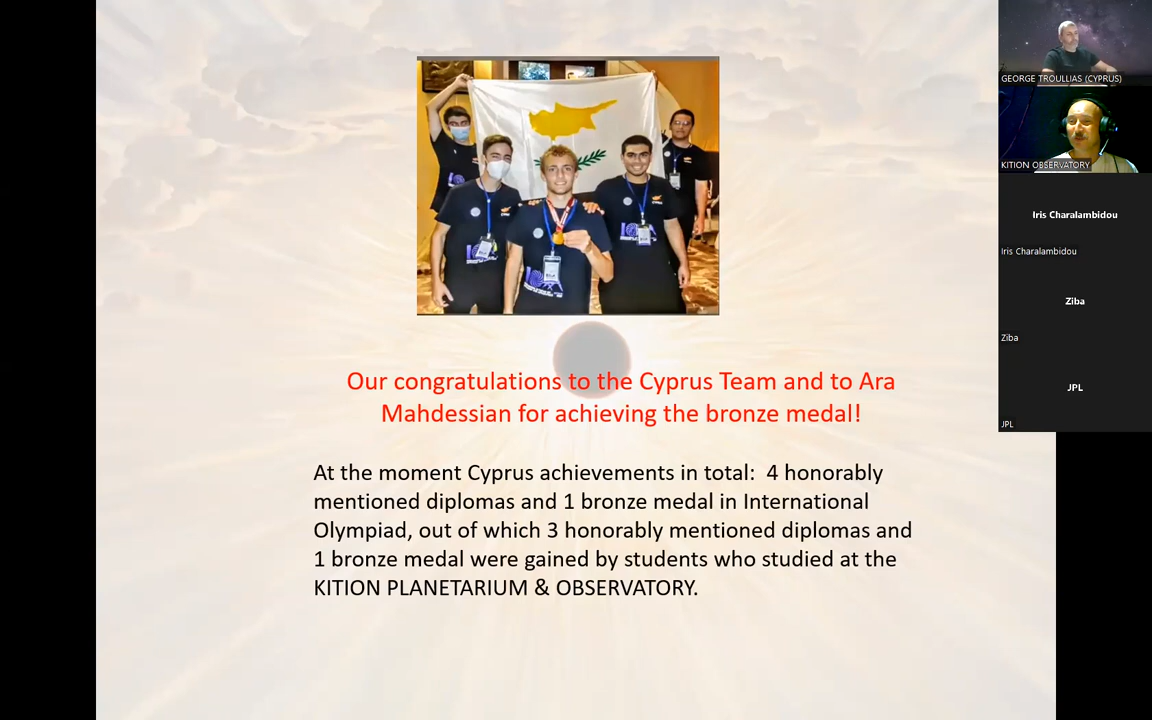 Our congratulations to the Cyprus Team and to Ara
Mahdessian for achieving the bronze medal!
At the moment Cyprus achievements in total:  4 honorably
mentioned diplomas and 1 bronze medal in International
Olympiad, out of which 3 honorably mentioned diplomas and
1 bronze medal were gained by students who studied at the
KITION PLANETARIUM & OBSERVATORY.
GEORGE TROULLIAS (CYPRUS)
KITION OBSERVATORY
Iris Charalambidou
Iris Charalambidou
Ziba
Ziba
JPL
JPL